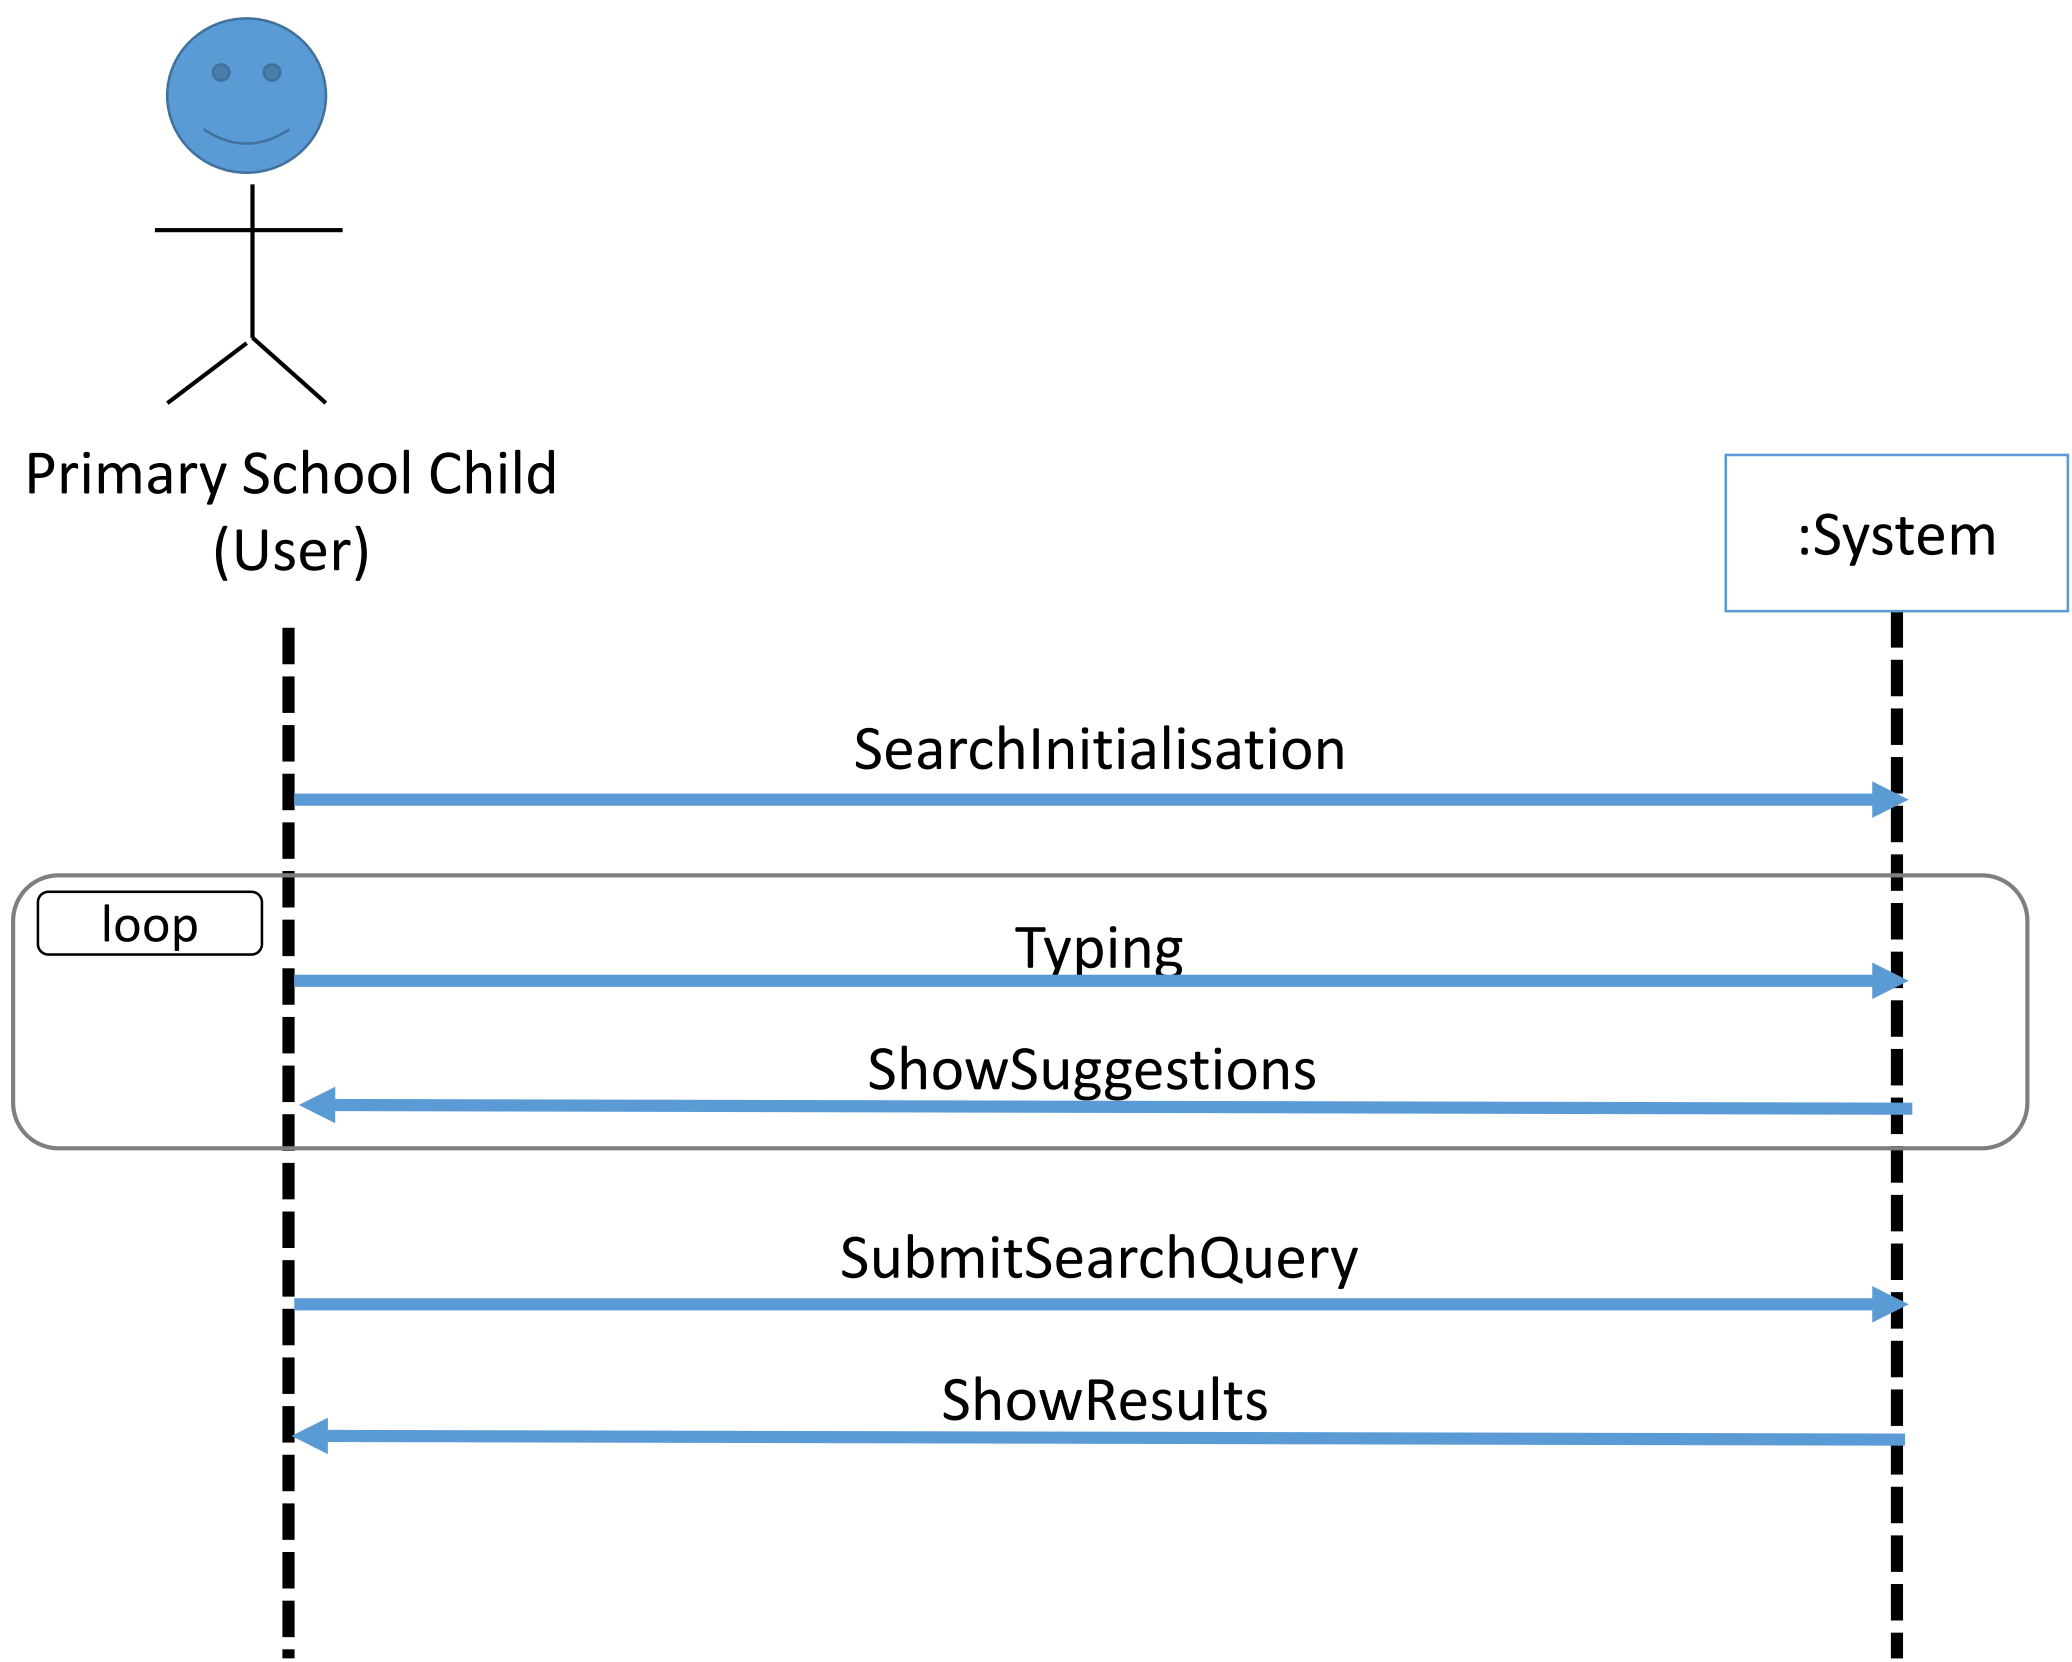 Primary School Child
(User)
:System
SearchInitialisation
loop
Typing
ShowSuggestions
SubmitSearchQuery
ShowResults